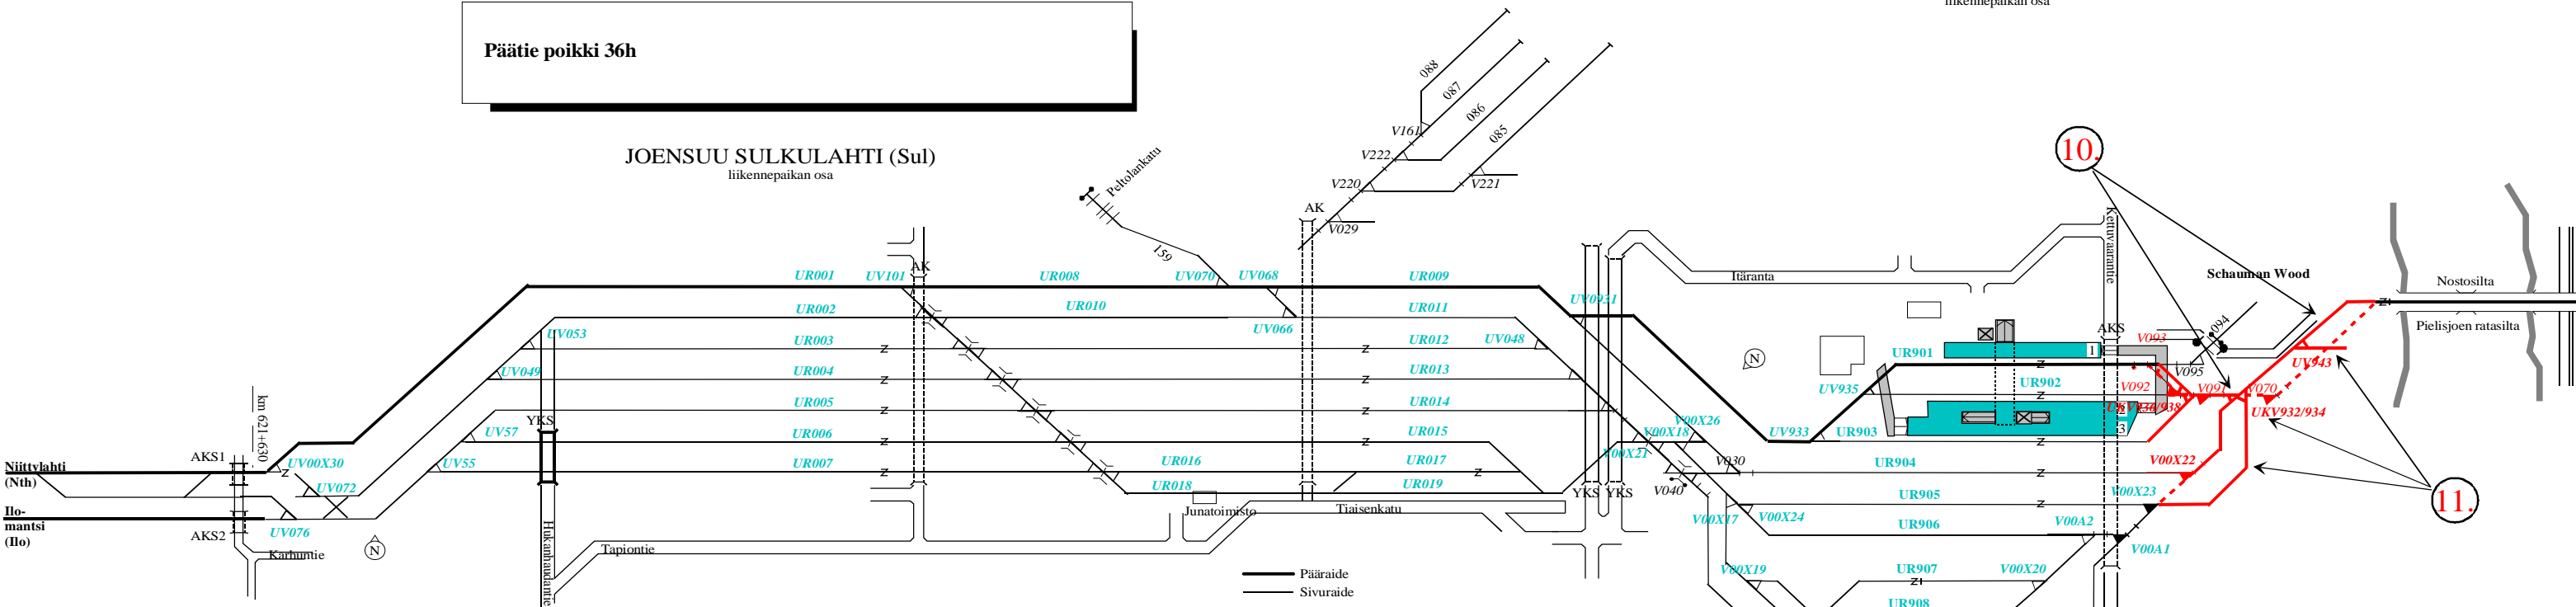 liikennepaikan osa
Päätie poikki 36h
JOENSUU SULKULAHTI (Sul)
liikennepaikan osa
Peltolankatu
159
088
087
086
085
V161
V222
V220
V221
V029
AK
AK
10.
11.
Kettuvaarantie
Itäranta
Schauman Wood
Nostosilta
Pielisjoen ratasilta
UR001
UV101
UR008
UV070
UV068
UR009
UV0931
UR002
UR010
UV066
UR011
UV053
UR003
UR012
UV048
UV049
UR004
UR013
UR005
UR014
YKS
UV57
UR006
UR015
UV55
UR007
UR016
UR017
UR018
UR019
V00X26
V00X18
V00X21
V030
V040
V00X17
V00X24
V00X19
V00X20
UV933
UV935
UR901
1
UR902
UR903
3
UR904
UR905
UR906
UR907
UR908
AKS
V093
094
V095
V092
V091
V070
UV943
UKV936/938
UKV932/934
V00X22
V00X23
V00A2
V00A1
km 621+630
AKS1
AKS2
Niittylahti
(Nth)
Ilo-
mantsi
(Ilo)
UV00X30
UV072
UV076
Karhuntie
N
N
Hukanhaudantie
Tapiontie
Junatoimisto
Tiaisenkatu
YKS
YKS
Pääraide
Sivuraide